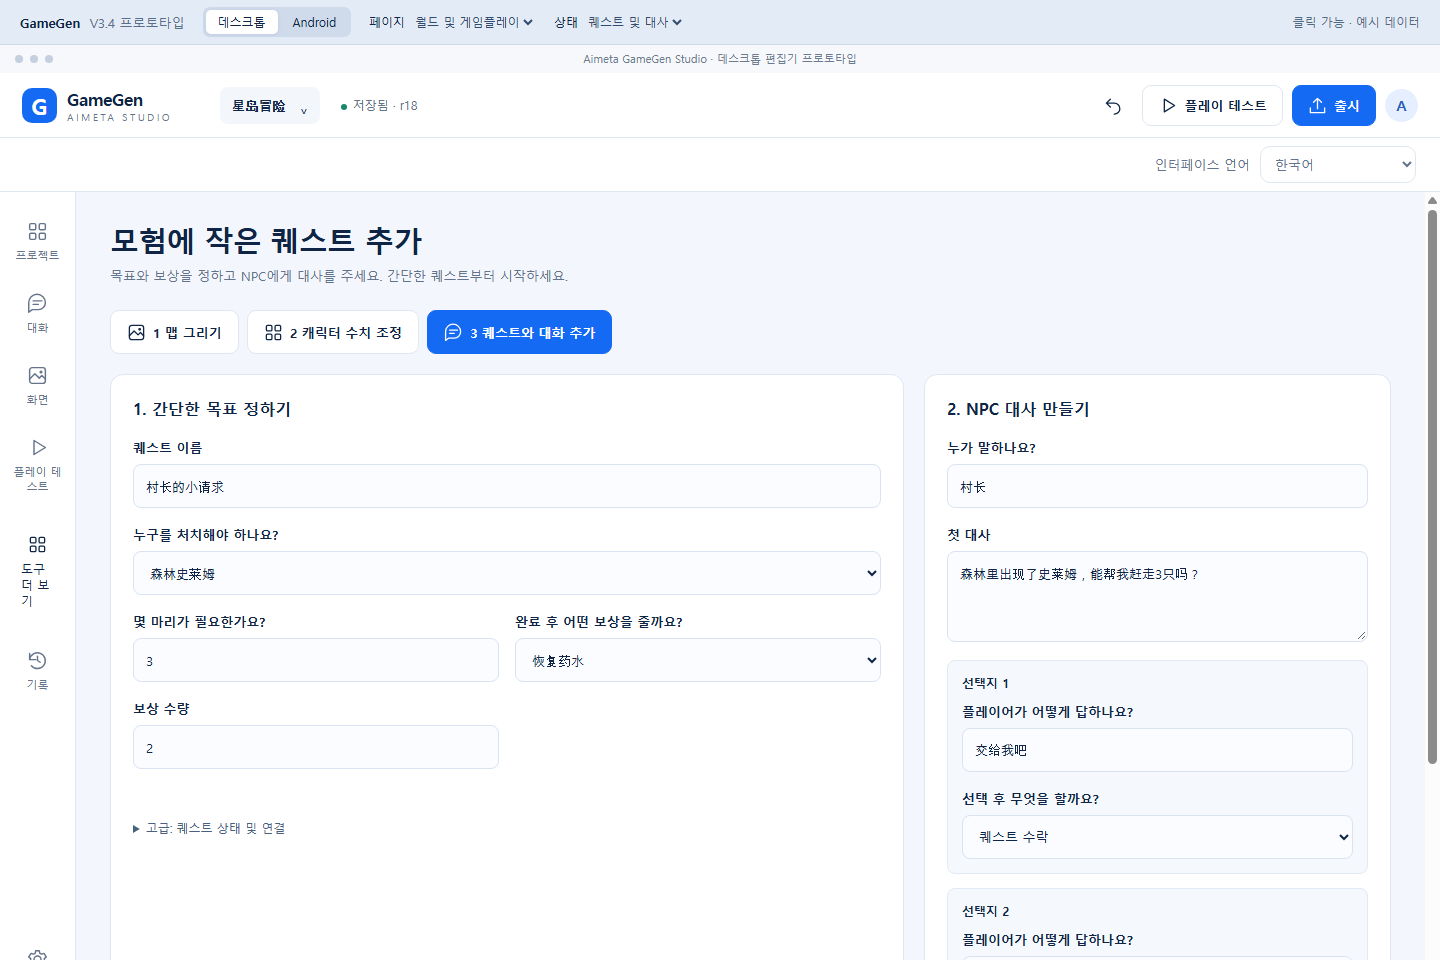 GameGen V3.4 프로토타입 데스크톱 Android 페이지 월드 및 게임플레이 상태 퀘스트 및 대사 클릭 가능 · 예시 데이터
Aimeta GameGen Studio · 데스크톱 편집기 프로토타입
G GameGen
AIMETA STUDIO
星岛冒险
저장됨 · r18
플레이 테스트
출시
A
인터페이스 언어 한국어
프로젝트
대화
화면
플레이 테
스트
도구
더 보
기
기록
모험에 작은 퀘스트 추가
목표와 보상을 정하고 NPC에게 대사를 주세요. 간단한 퀘스트부터 시작하세요.
1 맵 그리기 2 캐릭터 수치 조정 3 퀘스트와 대화 추가
1. 간단한 목표 정하기
퀘스트 이름
村长的小请求
누구를 처치해야 하나요?
森林史莱姆
몇 마리가 필요한가요? 완료 후 어떤 보상을 줄까요?
3 恢复药水
보상 수량
2
고급: 퀘스트 상태 및 연결
2. NPC 대사 만들기
누가 말하나요?
村长
첫 대사
森林里出现了史莱姆，能帮我赶走3只吗？
선택지 1
플레이어가 어떻게 답하나요?
交给我吧
선택 후 무엇을 할까요?
퀘스트 수락
선택지 2
플레이어가 어떻게 답하나요?